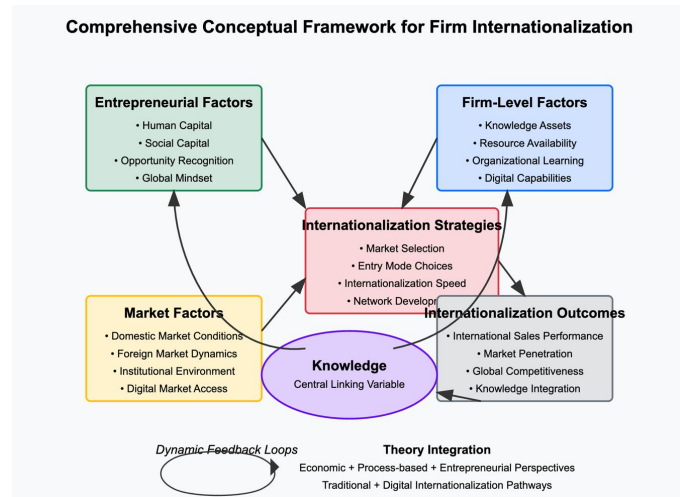 Comprehensive Conceptual Framework for Firm Internationalization
Entrepreneurial Factors
• Human Capital
• Social Capital
• Opportunity Recognition
• Global Mindset
Firm-Level Factors
• Knowledge Assets
• Resource Availability
• Organizational Learning
• Digital Capabilities
Internationalization Strategies
• Market Selection
• Entry Mode Choices
• Internationalization Speed
• Network Developm
Market Factors
• Domestic Market Conditions
• Foreign Market Dynamics
• Institutional Environment
• Digital Market Access
Internationalization Outcomes
• International Sales Performance
• Market Penetration
• Global Competitiveness
• Knowledge Integration
Knowledge
Central Linking Variable
Dynamic Feedback Loops
Theory Integration
Economic + Process-based + Entrepreneurial Perspectives
Traditional + Digital Internationalization Pathways